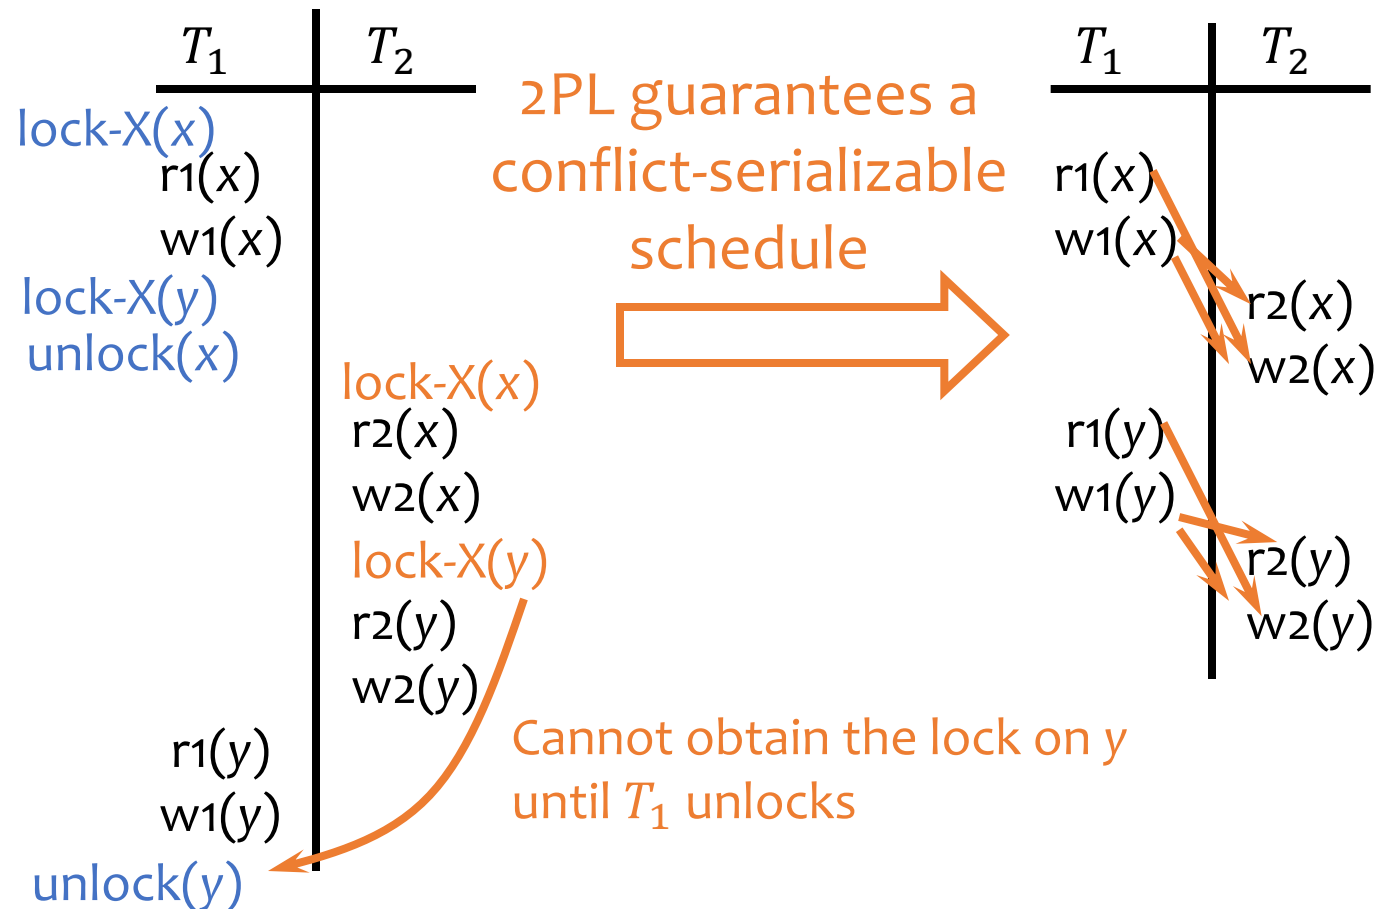 T₁ T₂
lock-X(x)
r1(x)
w1(x)
lock-X(y)
unlock(x)
lock-X(x)
r2(x)
w2(x)
lock-X(y)
r2(y)
w2(y)
r1(y)
w1(y)
unlock(y)
2PL guarantees a
conflict-serializable
schedule
Cannot obtain the lock on y
until T₁ unlocks
T₁ T₂
r1(x)
w1(x)
r2(x)
w2(x)
r1(y)
w1(y)
r2(y)
w2(y)